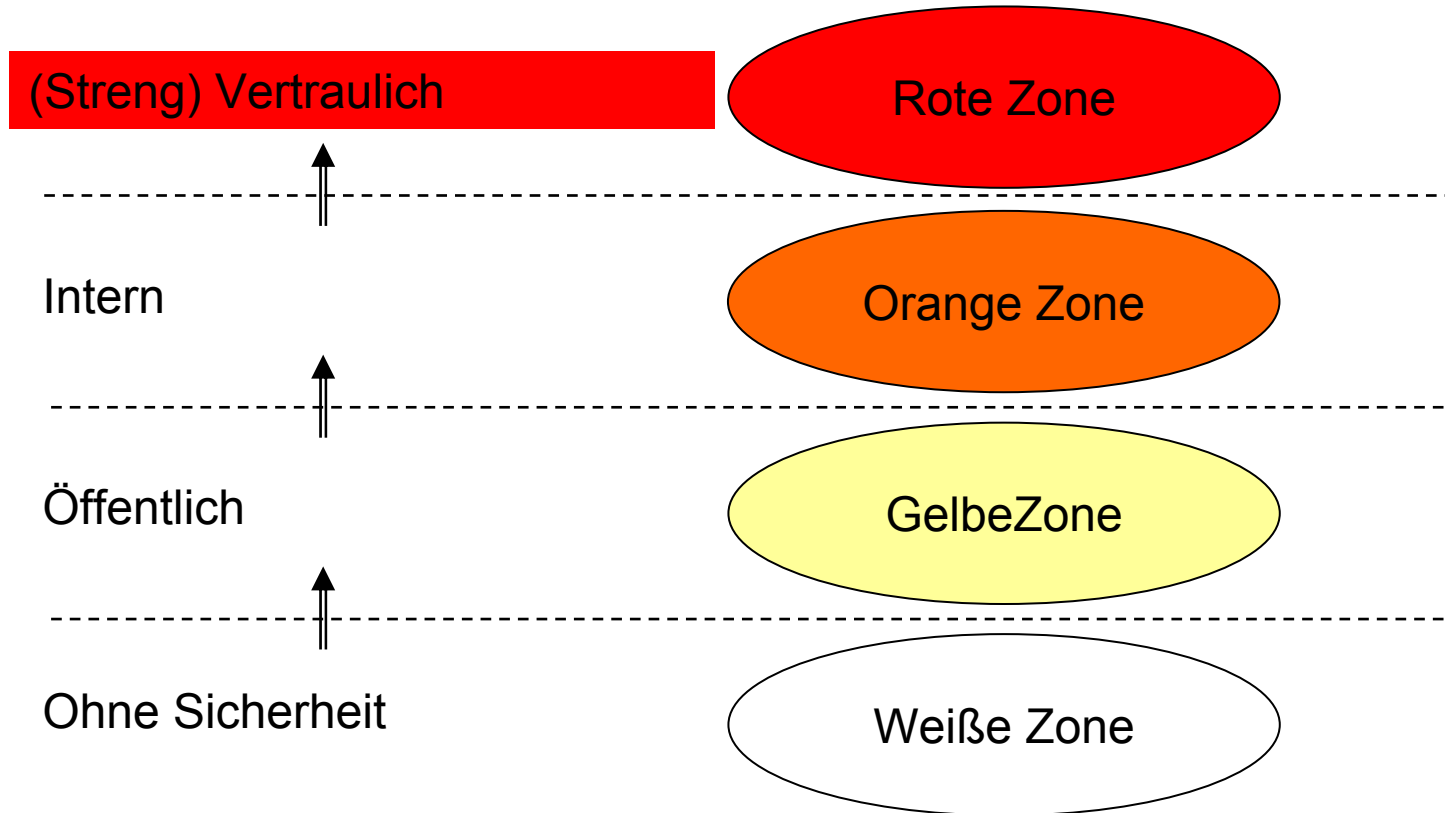 (Streng) Vertraulich
Rote Zone
Intern
Orange Zone
Öffentlich
GelbeZone
Ohne Sicherheit
Weiße Zone